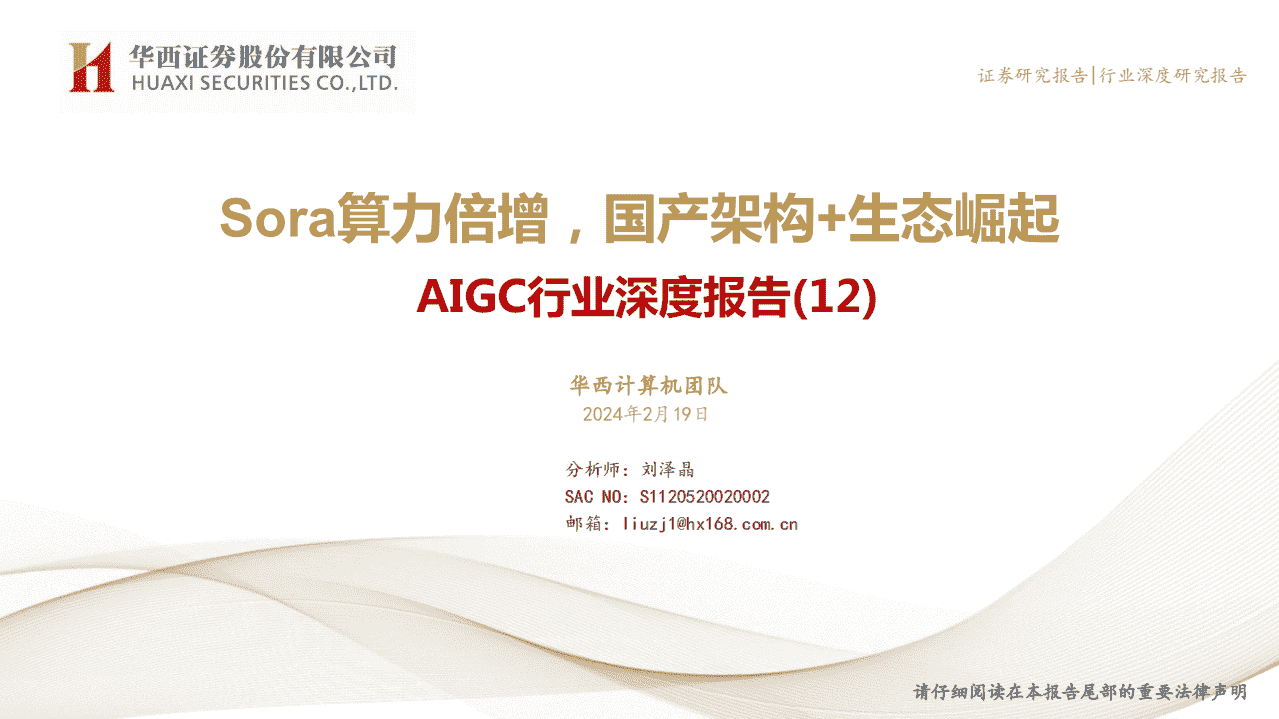 华西证券股份有限公司
HUAXI SECURITIES CO.,LTD.
证券研究报告|行业深度研究报告
Sora算力倍增，国产架构+生态崛起
AIGC行业深度报告(12)
华西计算机团队
2024年2月19日
分析师：刘泽晶
SAC NO：S1120520020002
邮箱：liuzj1@hx168.com.cn
请仔细阅读在本报告尾部的重要法律声明